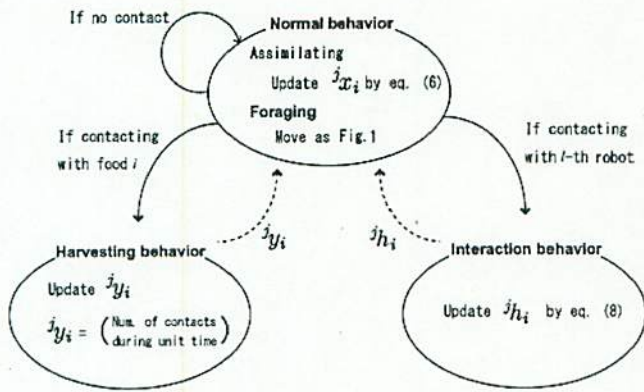 If no contact
Normal behavior
Assimilating
Update ʲxᵢ by eq. (6)
Foraging
Move as Fig.1
If contacting
with food i
If contacting
with l-th robot
ʲyᵢ
ʲhᵢ
Harvesting behavior
Update ʲyᵢ
ʲyᵢ = (Num. of contacts
during unit time)
Interaction behavior
Update ʲhᵢ by eq. (8)